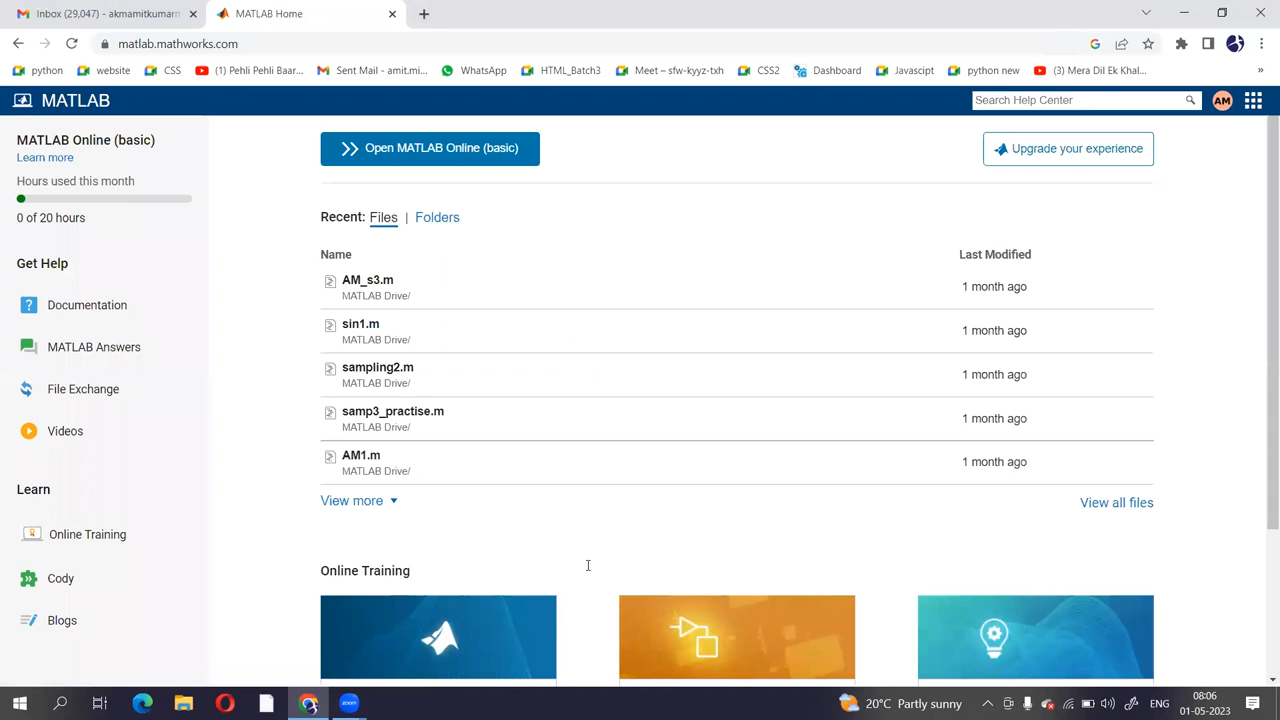 Inbox (29,047) - akmamitkumarr
MATLAB Home
matlab.mathworks.com
python
website
CSS
(1) Pehli Pehli Baar...
Sent Mail - amit.mi...
WhatsApp
HTML_Batch3
Meet – sfw-kyyz-txh
CSS2
Dashboard
Javascipt
python new
(3) Mera Dil Ek Khal...
»
MATLAB
Search Help Center
AM
MATLAB Online (basic)
Learn more
Hours used this month
0 of 20 hours
Get Help
Documentation
MATLAB Answers
File Exchange
Videos
Learn
Online Training
Cody
Blogs
Open MATLAB Online (basic)
Upgrade your experience
Recent: Files | Folders
Name Last Modified
AM_s3.m
MATLAB Drive/
1 month ago
sin1.m
MATLAB Drive/
1 month ago
sampling2.m
MATLAB Drive/
1 month ago
samp3_practise.m
MATLAB Drive/
1 month ago
AM1.m
MATLAB Drive/
1 month ago
View more
View all files
Online Training
zoom
20°C Partly sunny
ENG
08:06
01-05-2023